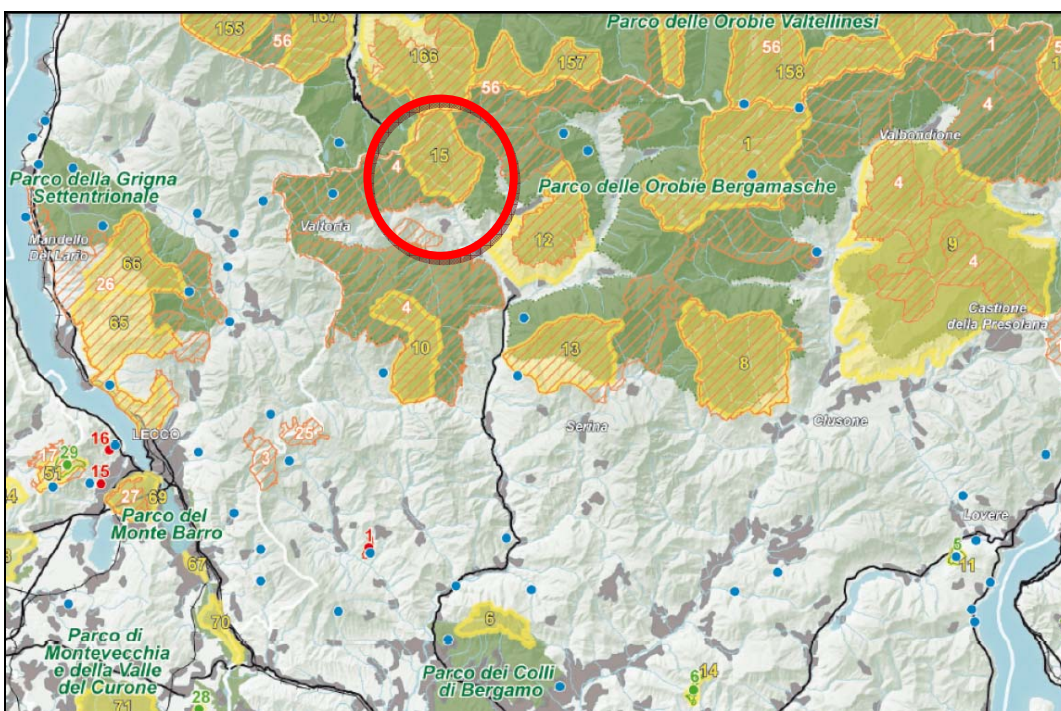 155
56
167
166
157
56
Parco delle Orobie Valtellinesi
56
158
1
4
Valbondione
15
4
1
Parco della Grigna
Settentrionale
Parco delle Orobie Bergamasche
Valtorta
Mandello
Del Lario
12
4
9
4
66
26
65
4
10
13
8
Castione
della Presolana
Serina
Clusone
LECCO
16
17
29
51
15
25
3
27
69
Parco del
Monte Barro
67
1
Lovere
5
11
70
6
Parco di
Montevecchia
e della Valle
del Curone
Parco dei Colli
di Bergamo
6
14
28
71